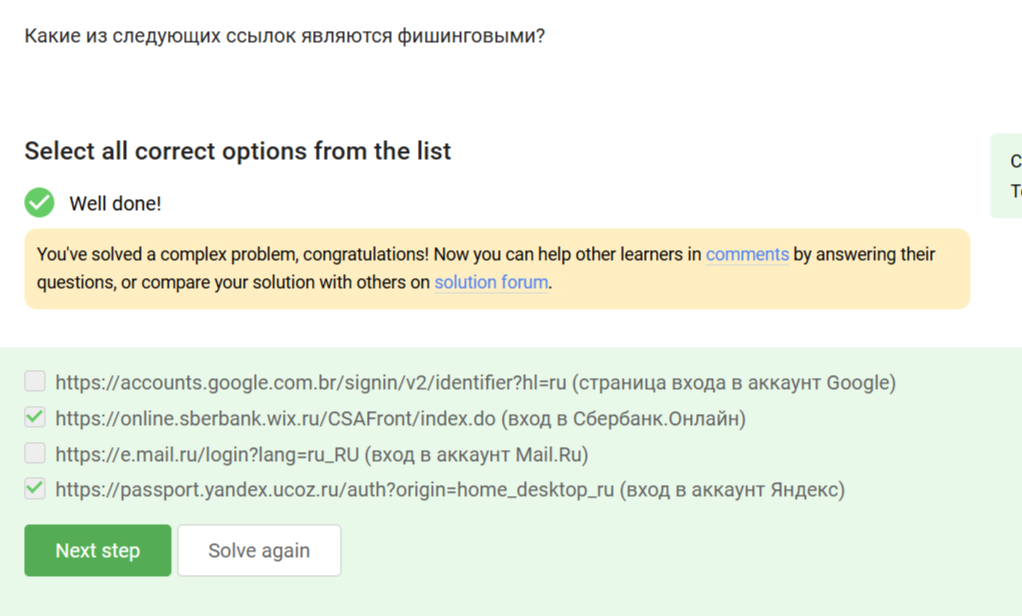 Какие из следующих ссылок являются фишинговыми?
Select all correct options from the list
Well done!
You've solved a complex problem, congratulations! Now you can help other learners in comments by answering their
questions, or compare your solution with others on solution forum.
https://accounts.google.com.br/signin/v2/identifier?hl=ru (страница входа в аккаунт Google)
https://online.sberbank.wix.ru/CSAFront/index.do (вход в Сбербанк.Онлайн)
https://e.mail.ru/login?lang=ru_RU (вход в аккаунт Mail.Ru)
https://passport.yandex.ucoz.ru/auth?origin=home_desktop_ru (вход в аккаунт Яндекс)
Next step Solve again